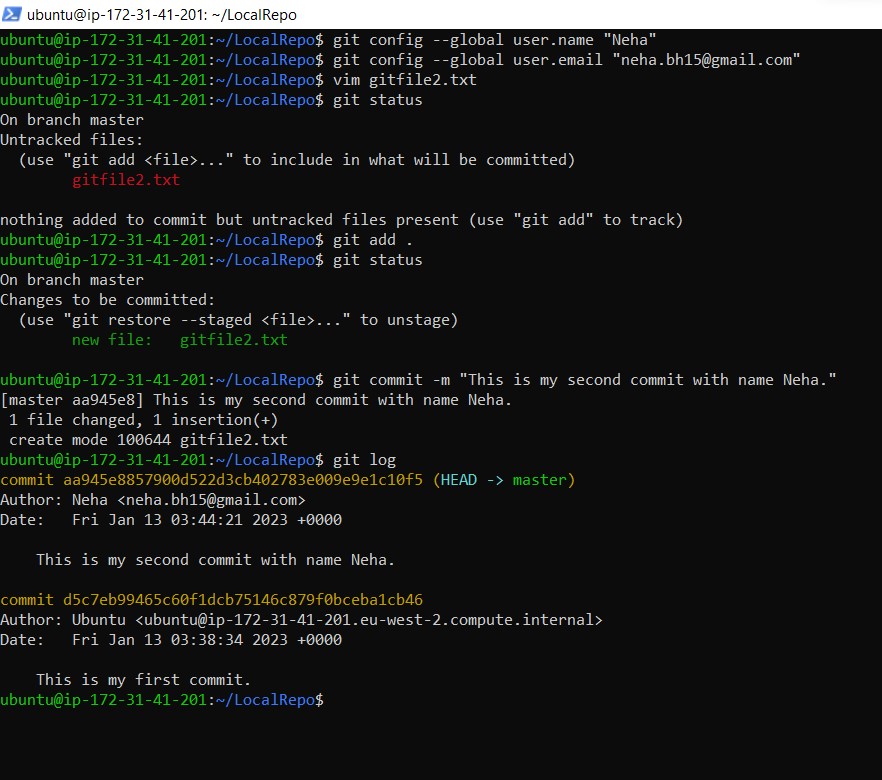 ubuntu@ip-172-31-41-201: ~/LocalRepo
ubuntu@ip-172-31-41-201:~/LocalRepo$ git config --global user.name "Neha"
ubuntu@ip-172-31-41-201:~/LocalRepo$ git config --global user.email "neha.bh15@gmail.com"
ubuntu@ip-172-31-41-201:~/LocalRepo$ vim gitfile2.txt
ubuntu@ip-172-31-41-201:~/LocalRepo$ git status
On branch master
Untracked files:
  (use "git add <file>..." to include in what will be committed)
        gitfile2.txt

nothing added to commit but untracked files present (use "git add" to track)
ubuntu@ip-172-31-41-201:~/LocalRepo$ git add .
ubuntu@ip-172-31-41-201:~/LocalRepo$ git status
On branch master
Changes to be committed:
  (use "git restore --staged <file>..." to unstage)
        new file:   gitfile2.txt

ubuntu@ip-172-31-41-201:~/LocalRepo$ git commit -m "This is my second commit with name Neha."
[master aa945e8] This is my second commit with name Neha.
 1 file changed, 1 insertion(+)
 create mode 100644 gitfile2.txt
ubuntu@ip-172-31-41-201:~/LocalRepo$ git log
commit aa945e8857900d522d3cb402783e009e9e1c10f5 (HEAD -> master)
Author: Neha <neha.bh15@gmail.com>
Date:   Fri Jan 13 03:44:21 2023 +0000

    This is my second commit with name Neha.

commit d5c7eb99465c60f1dcb75146c879f0bceba1cb46
Author: Ubuntu <ubuntu@ip-172-31-41-201.eu-west-2.compute.internal>
Date:   Fri Jan 13 03:38:34 2023 +0000

    This is my first commit.
ubuntu@ip-172-31-41-201:~/LocalRepo$